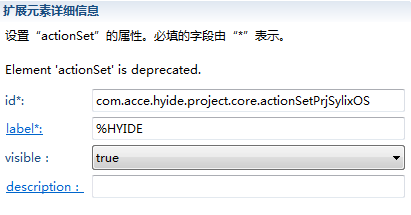 扩展元素详细信息
设置“actionSet”的属性。必填的字段由“*”表示。
Element 'actionSet' is deprecated.
id*: com.acce.hyide.project.core.actionSetPrjSylixOS
label*: %HYIDE
visible： true
description：